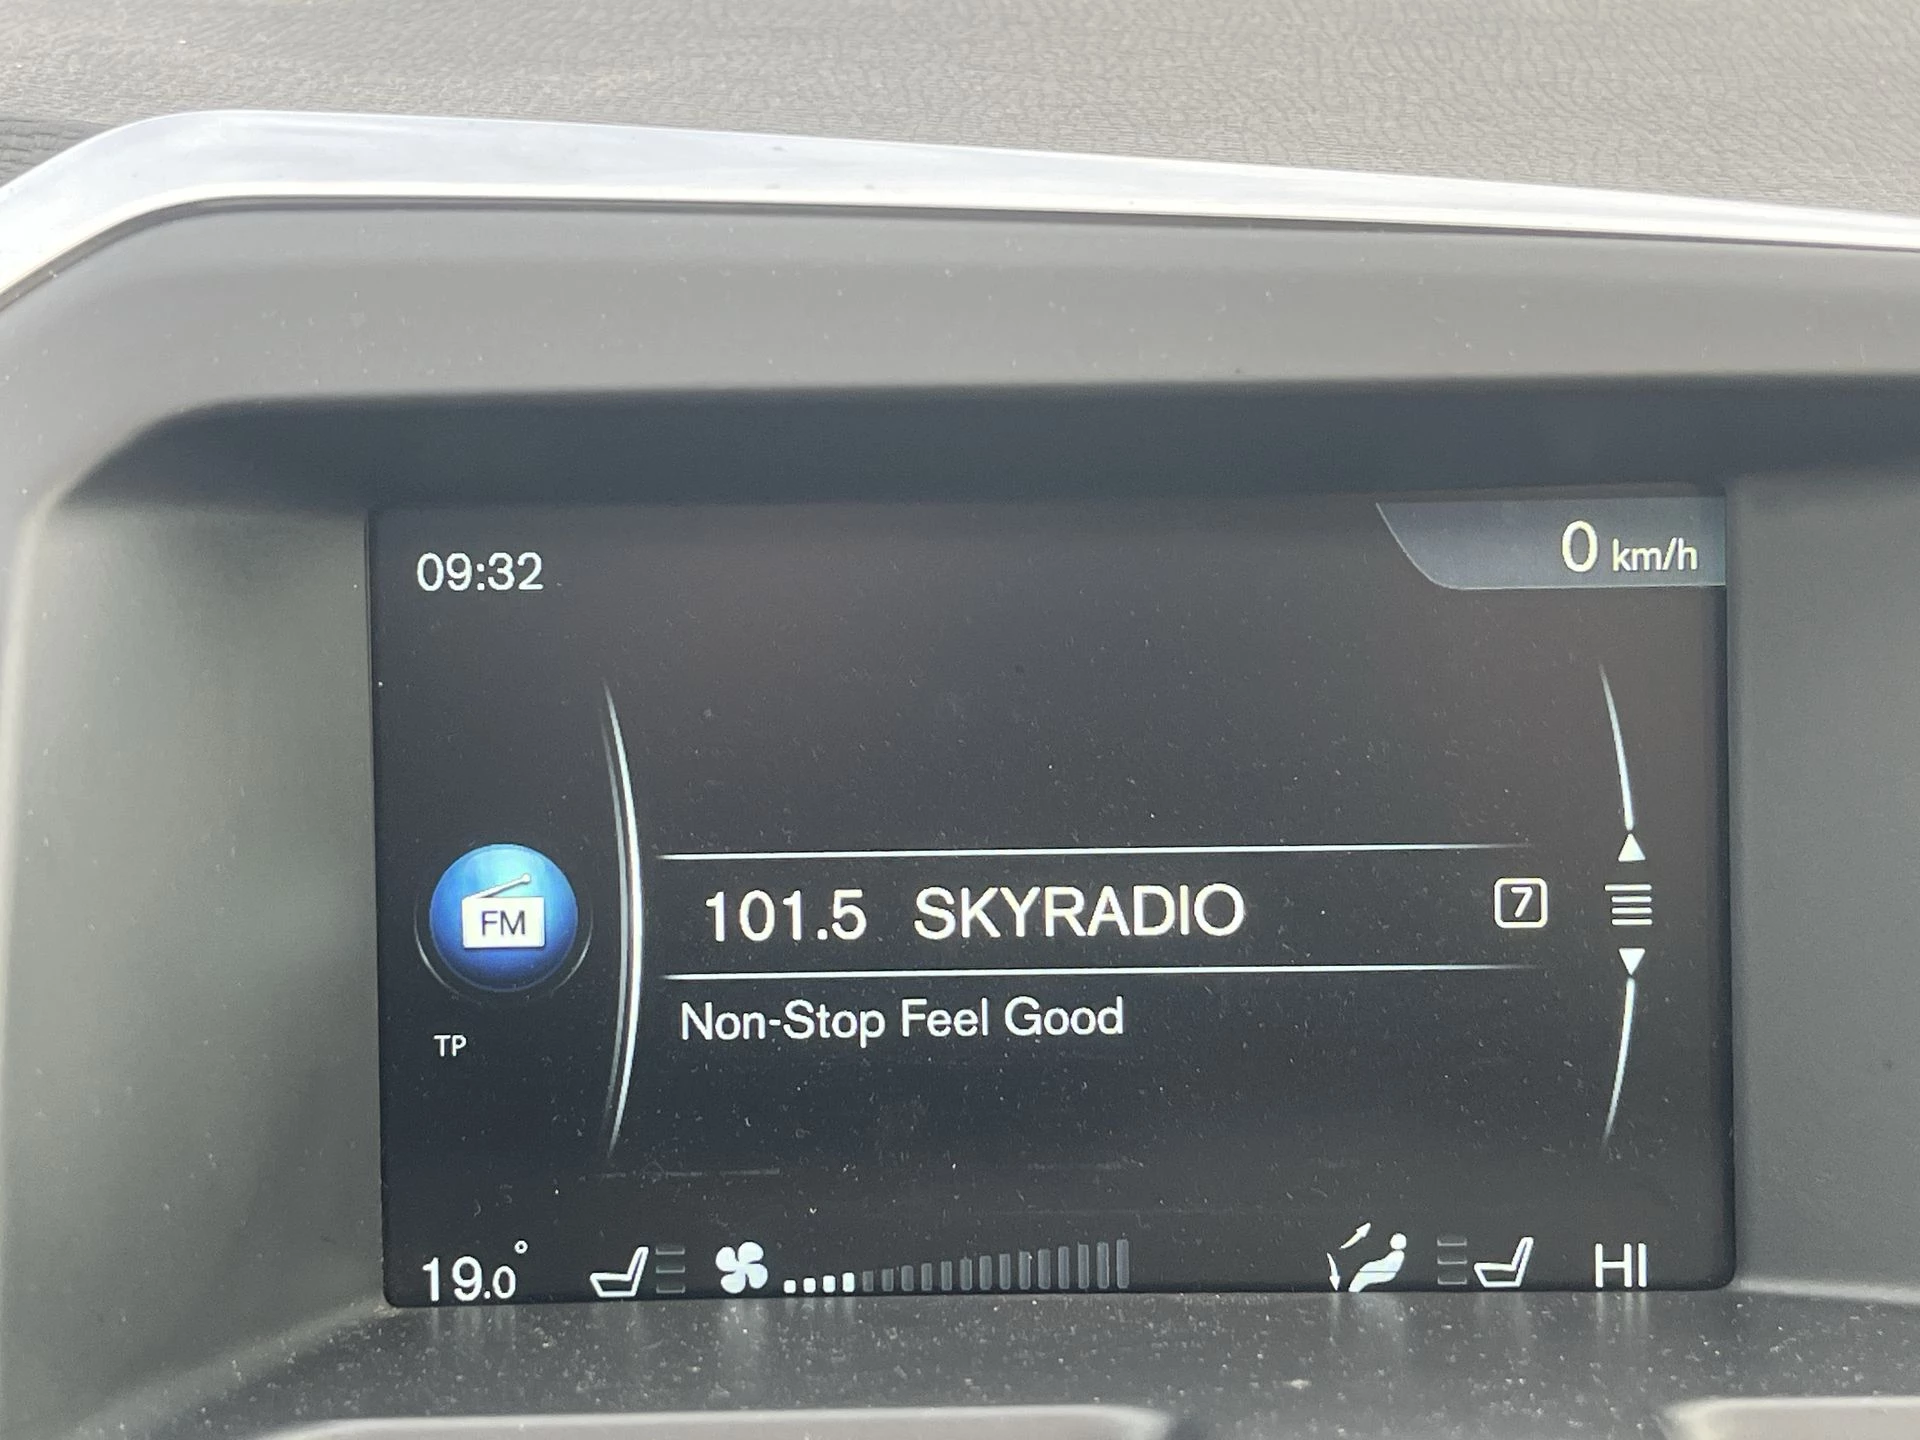 09:32
0 km/h
FM
101.5 SKYRADIO 7
Non-Stop Feel Good
TP
19.0° HI